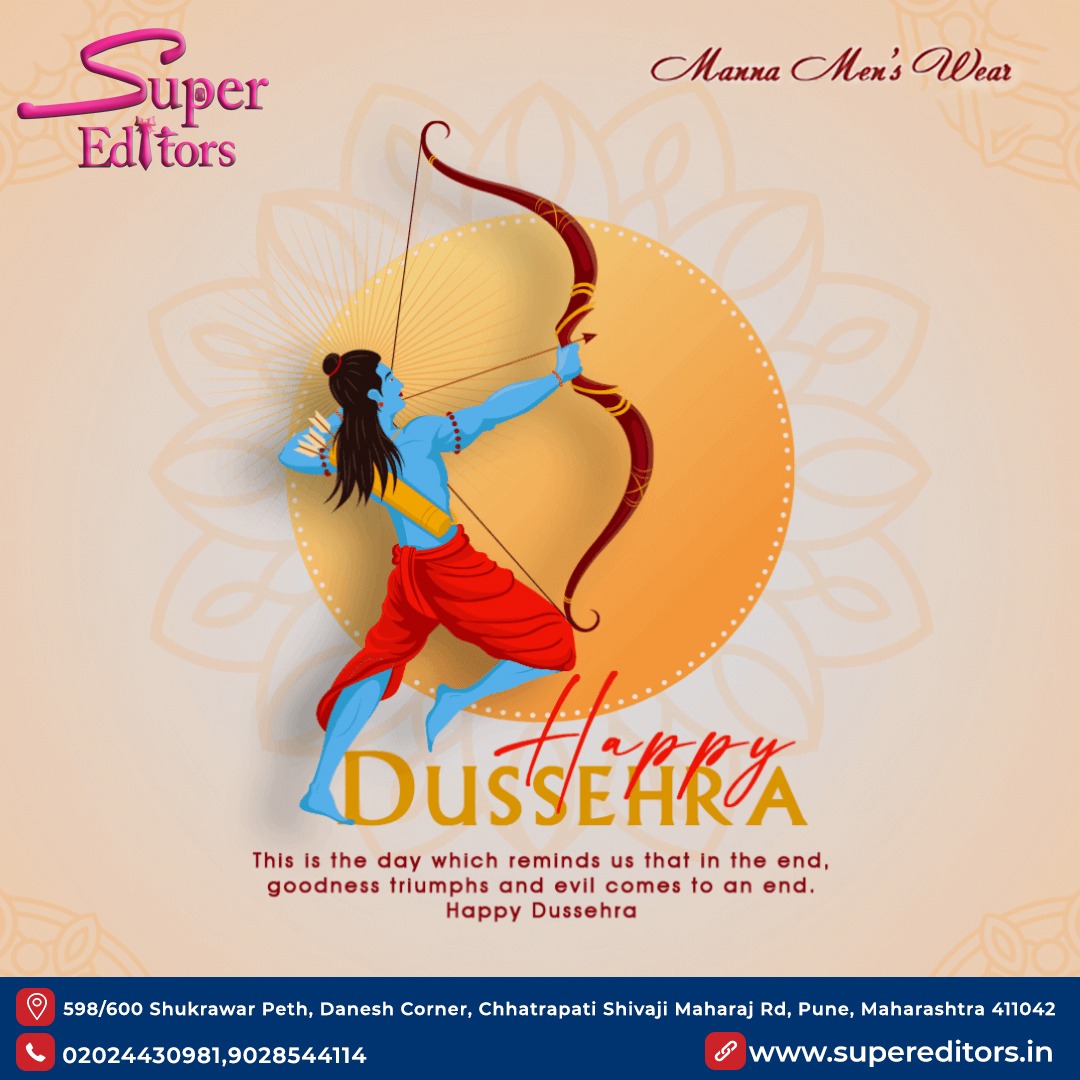 Super
Editors
Manna Men's Wear
Happy
DUSSEHRA
This is the day which reminds us that in the end,
goodness triumphs and evil comes to an end.
Happy Dussehra
598/600 Shukrawar Peth, Danesh Corner, Chhatrapati Shivaji Maharaj Rd, Pune, Maharashtra 411042
02024430981,9028544114
www.supereditors.in